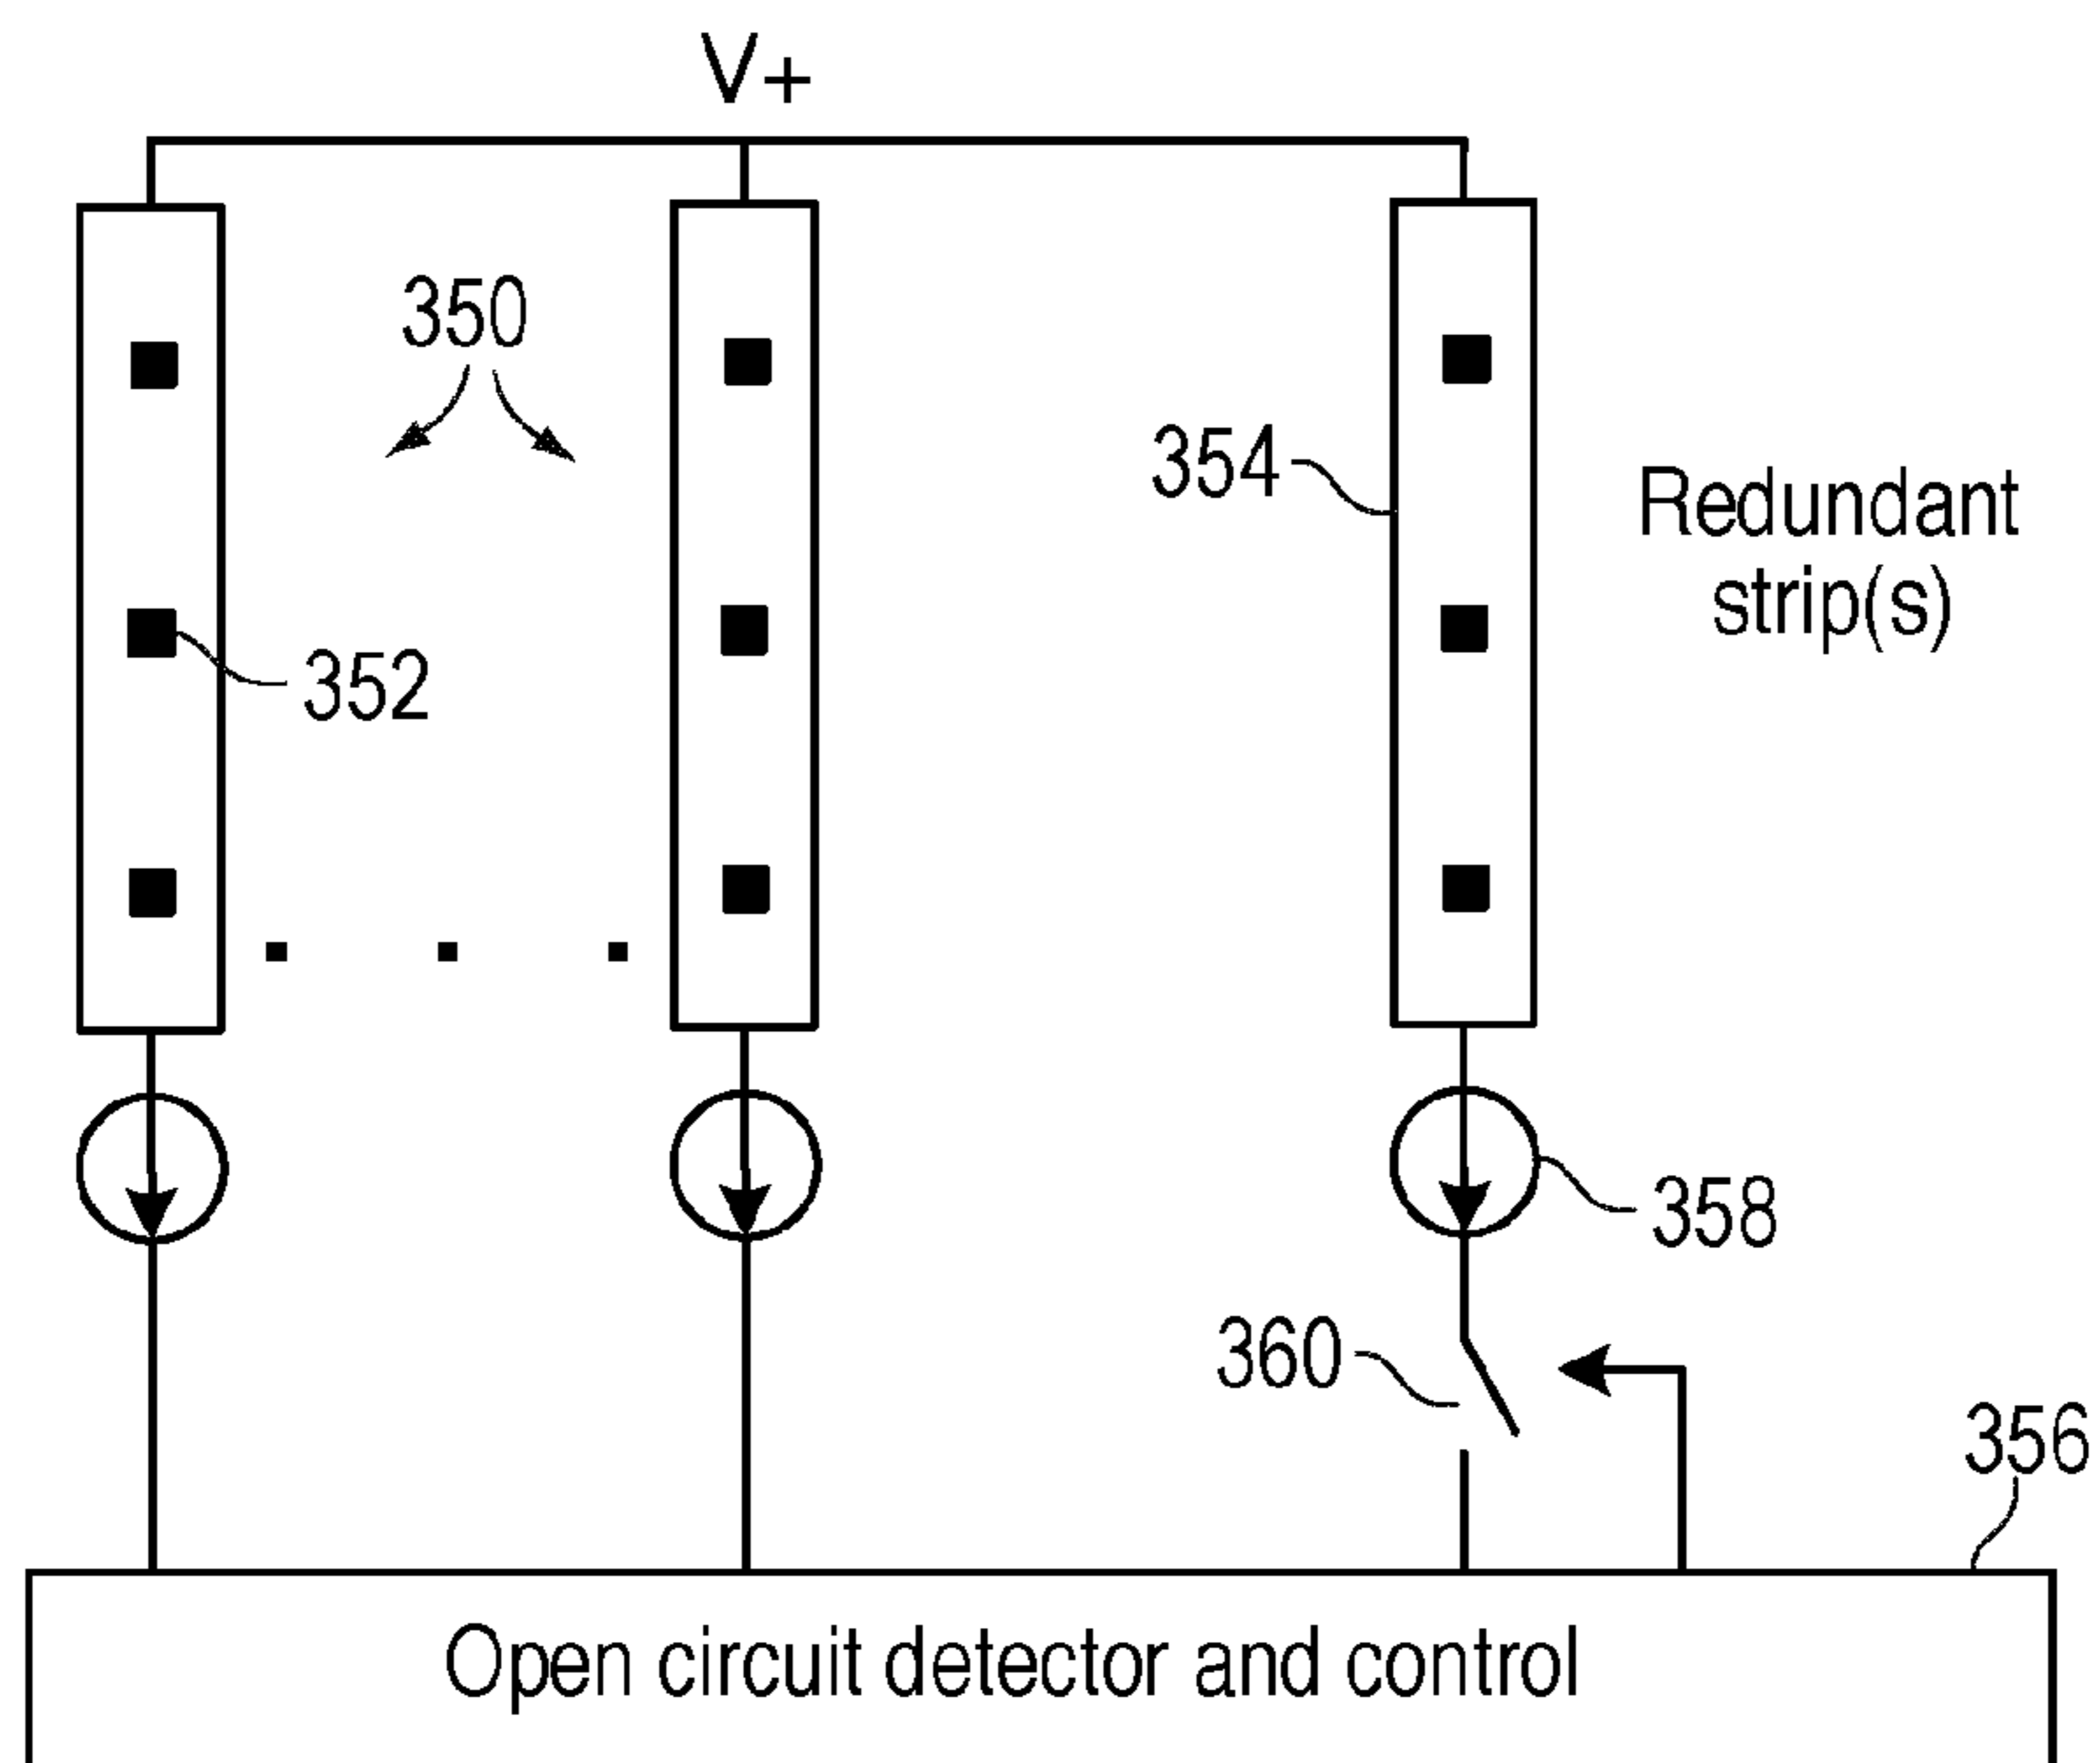 V+
350
354
Redundant
strip(s)
352
358
360
356
Open circuit detector and control